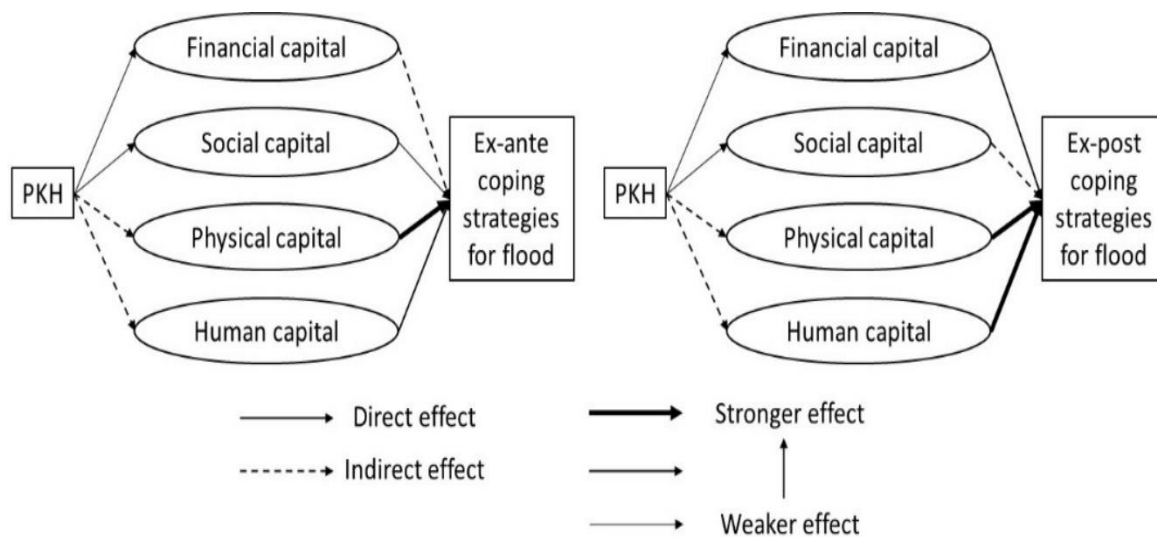 Financial capital
Social capital
PKH
Physical capital
Human capital
Ex-ante
coping
strategies
for flood
Financial capital
Social capital
PKH
Physical capital
Human capital
Ex-post
coping
strategies
for flood
Direct effect
Stronger effect
Indirect effect
Weaker effect